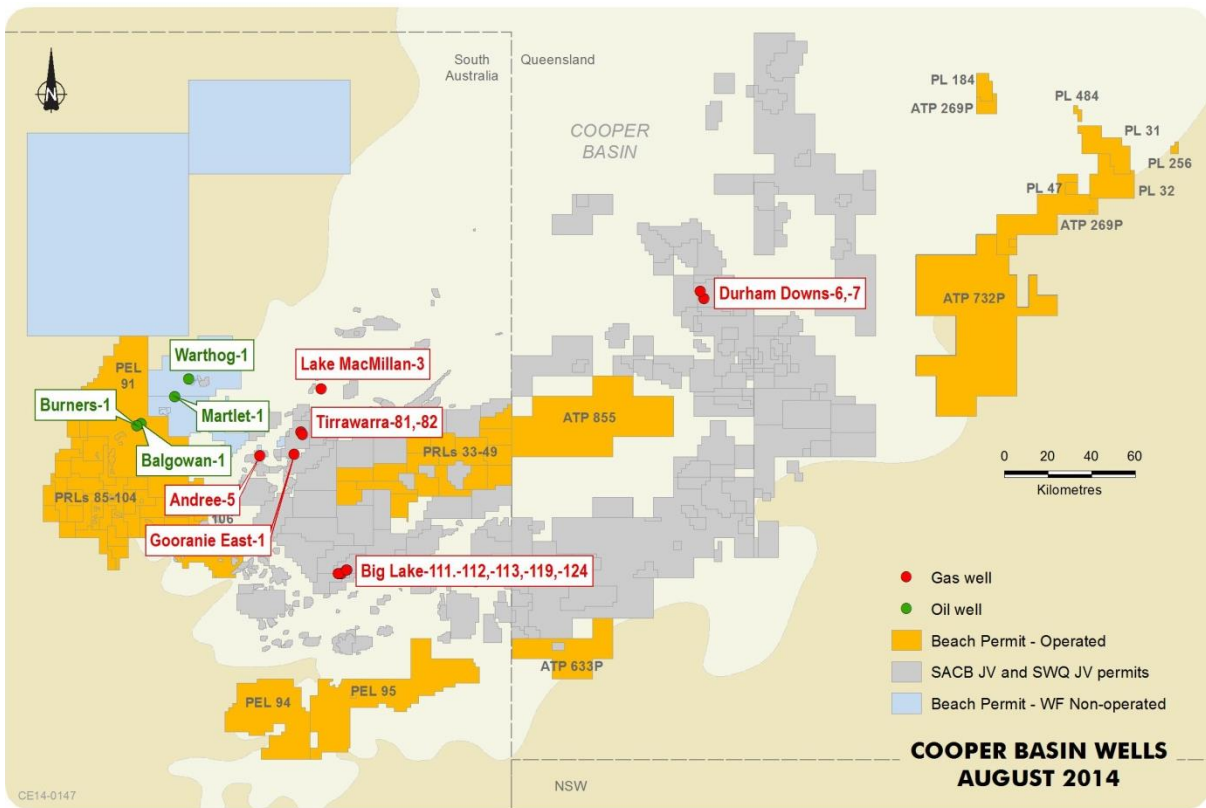 South Australia
Queensland
COOPER
BASIN
PL 184
ATP 269P
PL 484
PL 31
PL 256
PL 47
PL 32
ATP 269P
ATP 732P
Durham Downs-6,-7
Warthog-1
PEL
91
Lake MacMillan-3
Burners-1
Martlet-1
Tirrawarra-81,-82
ATP 855
Balgowan-1
PRLs 33-49
PRLs 85-104
Andree-5
106
Gooranie East-1
Big Lake-111.-112,-113,-119,-124
ATP 633P
PEL 94
PEL 95
NSW
N
0 20 40 60
Kilometres
Gas well
Oil well
Beach Permit - Operated
SACB JV and SWQ JV permits
Beach Permit - WF Non-operated
COOPER BASIN WELLS
AUGUST 2014
CE14-0147